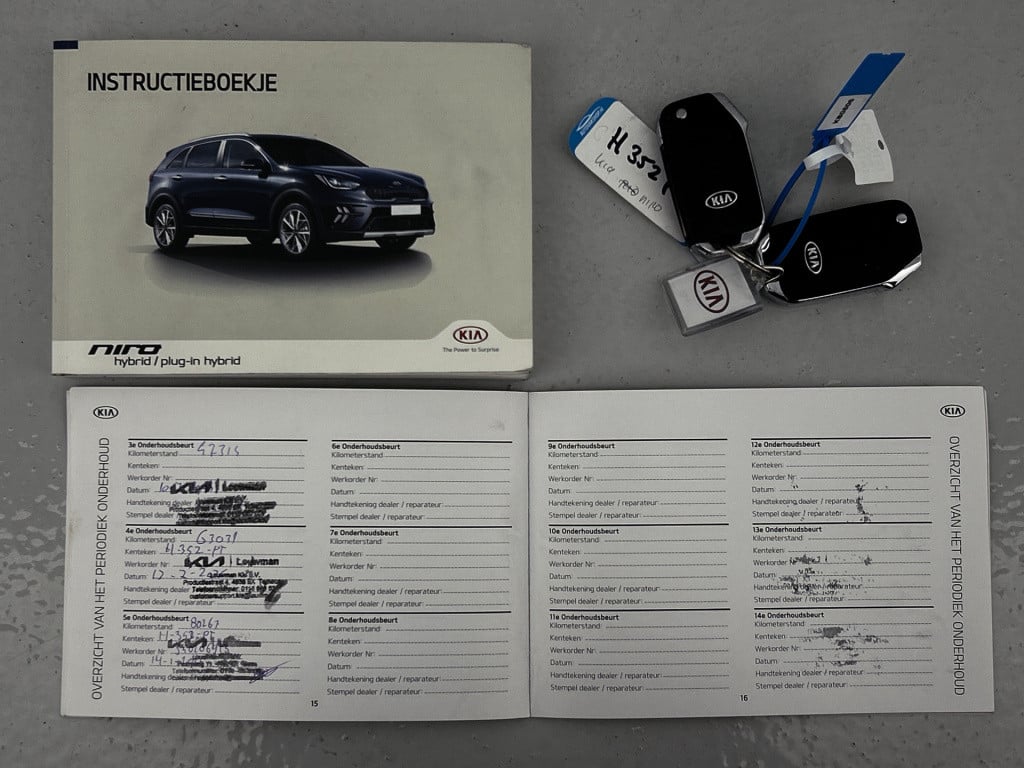 INSTRUCTIEBOEKJE
niro
hybrid / plug-in hybrid
KIA
The Power to Surprise
H 352
KIA NIRO
KIA
KIA
KIA
KIA
OVERZICHT VAN HET PERIODIEK ONDERHOUD
3e Onderhoudsbeurt
Kilometerstand
Kenteken:
Werkorder Nr:
Datum:
Handtekening dealer
Stempel dealer / reparateur:
4e Onderhoudsbeurt
Kilometerstand: 63031
Kenteken: H-352-PT
Werkorder Nr:
Datum:
Handtekening dealer
Stempel dealer / reparateur:
5e Onderhoudsbeurt
Kilometerstand: 80267
Kenteken:
Werkorder Nr:
Datum:
Handtekening dealer
Stempel dealer / reparateur:
6e Onderhoudsbeurt
Kilometerstand:
Kenteken:
Werkorder Nr:
Datum:
Handtekening dealer / reparateur:
Stempel dealer / reparateur:
7e Onderhoudsbeurt
Kilometerstand:
Kenteken:
Werkorder Nr:
Datum:
Handtekening dealer / reparateur:
Stempel dealer / reparateur:
8e Onderhoudsbeurt
Kilometerstand:
Kenteken:
Werkorder Nr:
Datum:
Handtekening dealer / reparateur:
Stempel dealer / reparateur:
15
9e Onderhoudsbeurt
Kilometerstand:
Kenteken:
Werkorder Nr:
Datum:
Handtekening dealer / reparateur:
Stempel dealer / reparateur:
10e Onderhoudsbeurt
Kilometerstand:
Kenteken:
Werkorder Nr:
Datum:
Handtekening dealer / reparateur:
Stempel dealer / reparateur:
11e Onderhoudsbeurt
Kilometerstand:
Kenteken:
Werkorder Nr:
Datum:
Handtekening dealer / reparateur:
Stempel dealer / reparateur:
12e Onderhoudsbeurt
Kilometerstand:
Kenteken:
Werkorder Nr:
Datum:
Handtekening dealer / reparateur:
Stempel dealer / reparateur:
13e Onderhoudsbeurt
Kilometerstand:
Kenteken:
Werkorder
Datum:
Stempel dealer / reparateur:
14e Onderhoudsbeurt
Kilometerstand:
Kenteken:
Werkorder Nr:
Datum:
Handtekening dealer / reparateur:
Stempel dealer / reparateur:
16
KIA
OVERZICHT VAN HET PERIODIEK ONDERHOUD